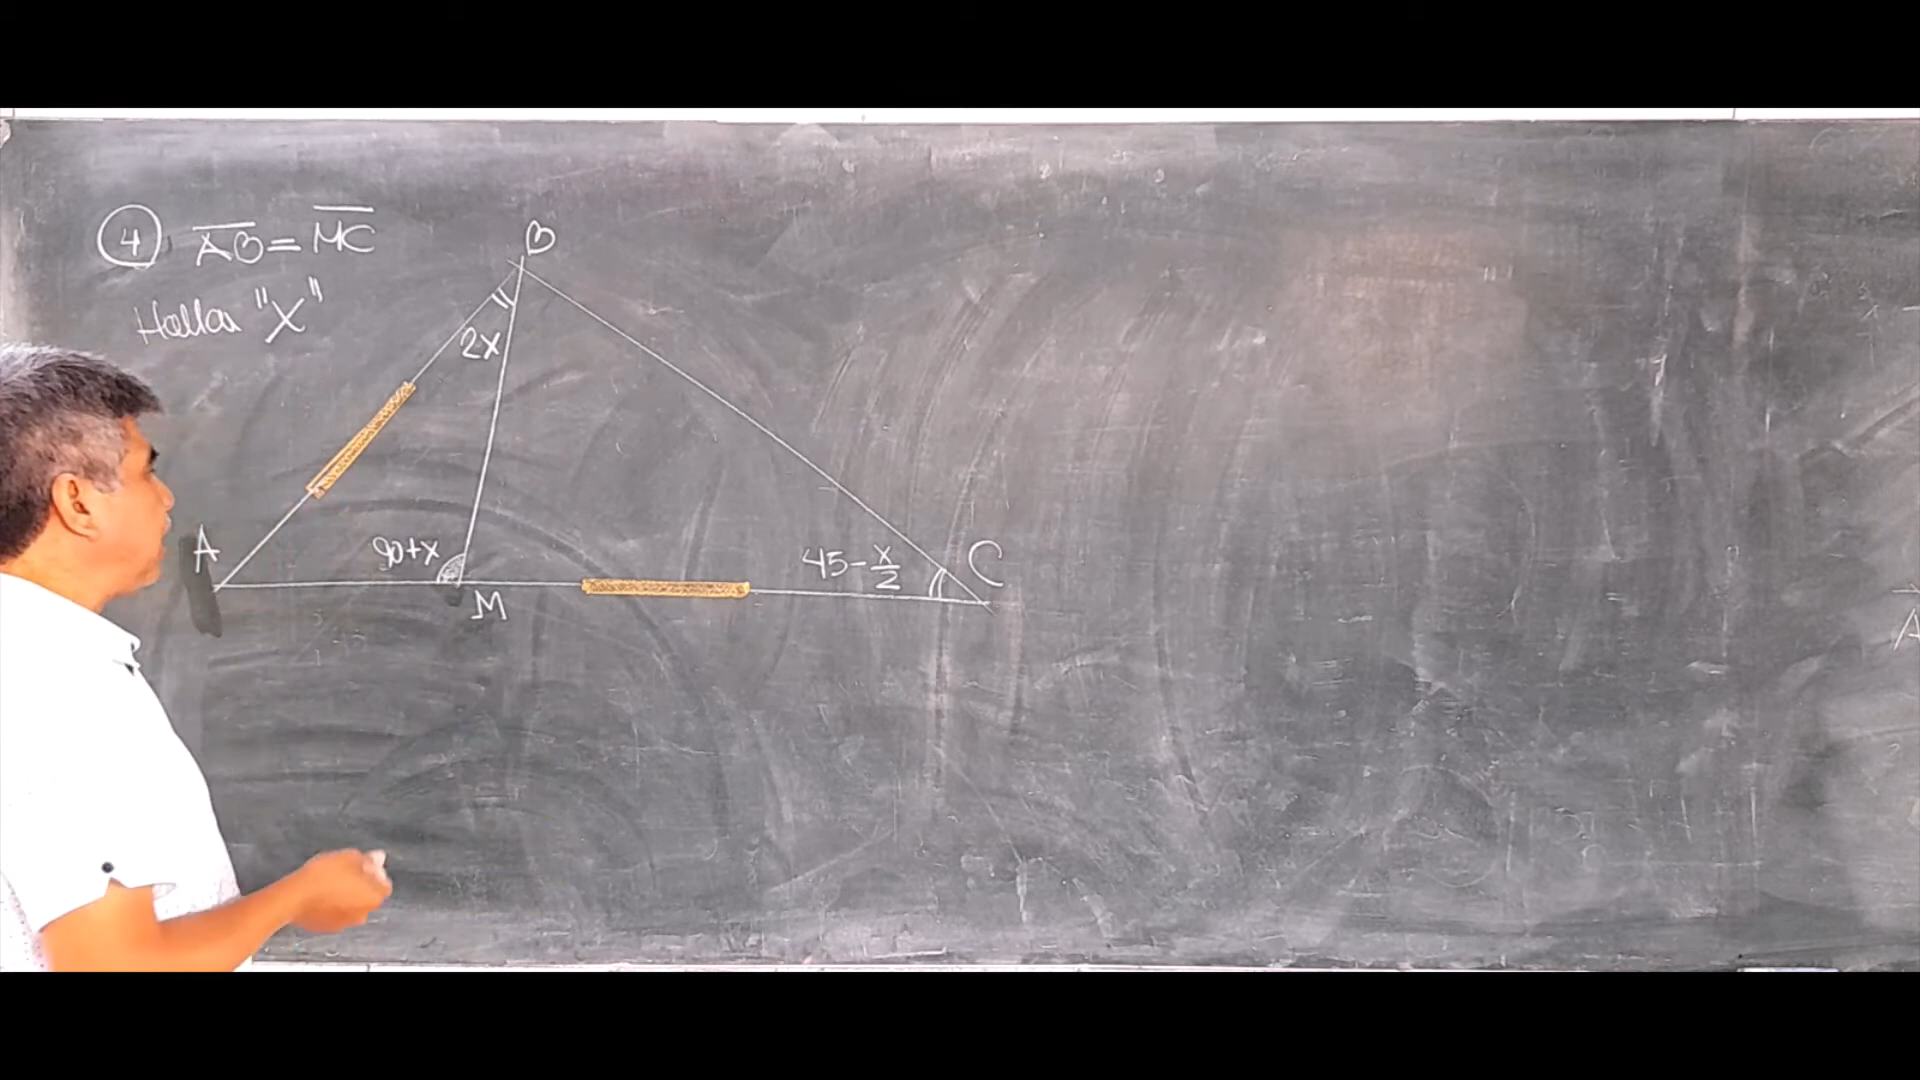 ④ AB = MC
Hallar "X"
B
2x
A
90+x
M
45-x/2
C
A